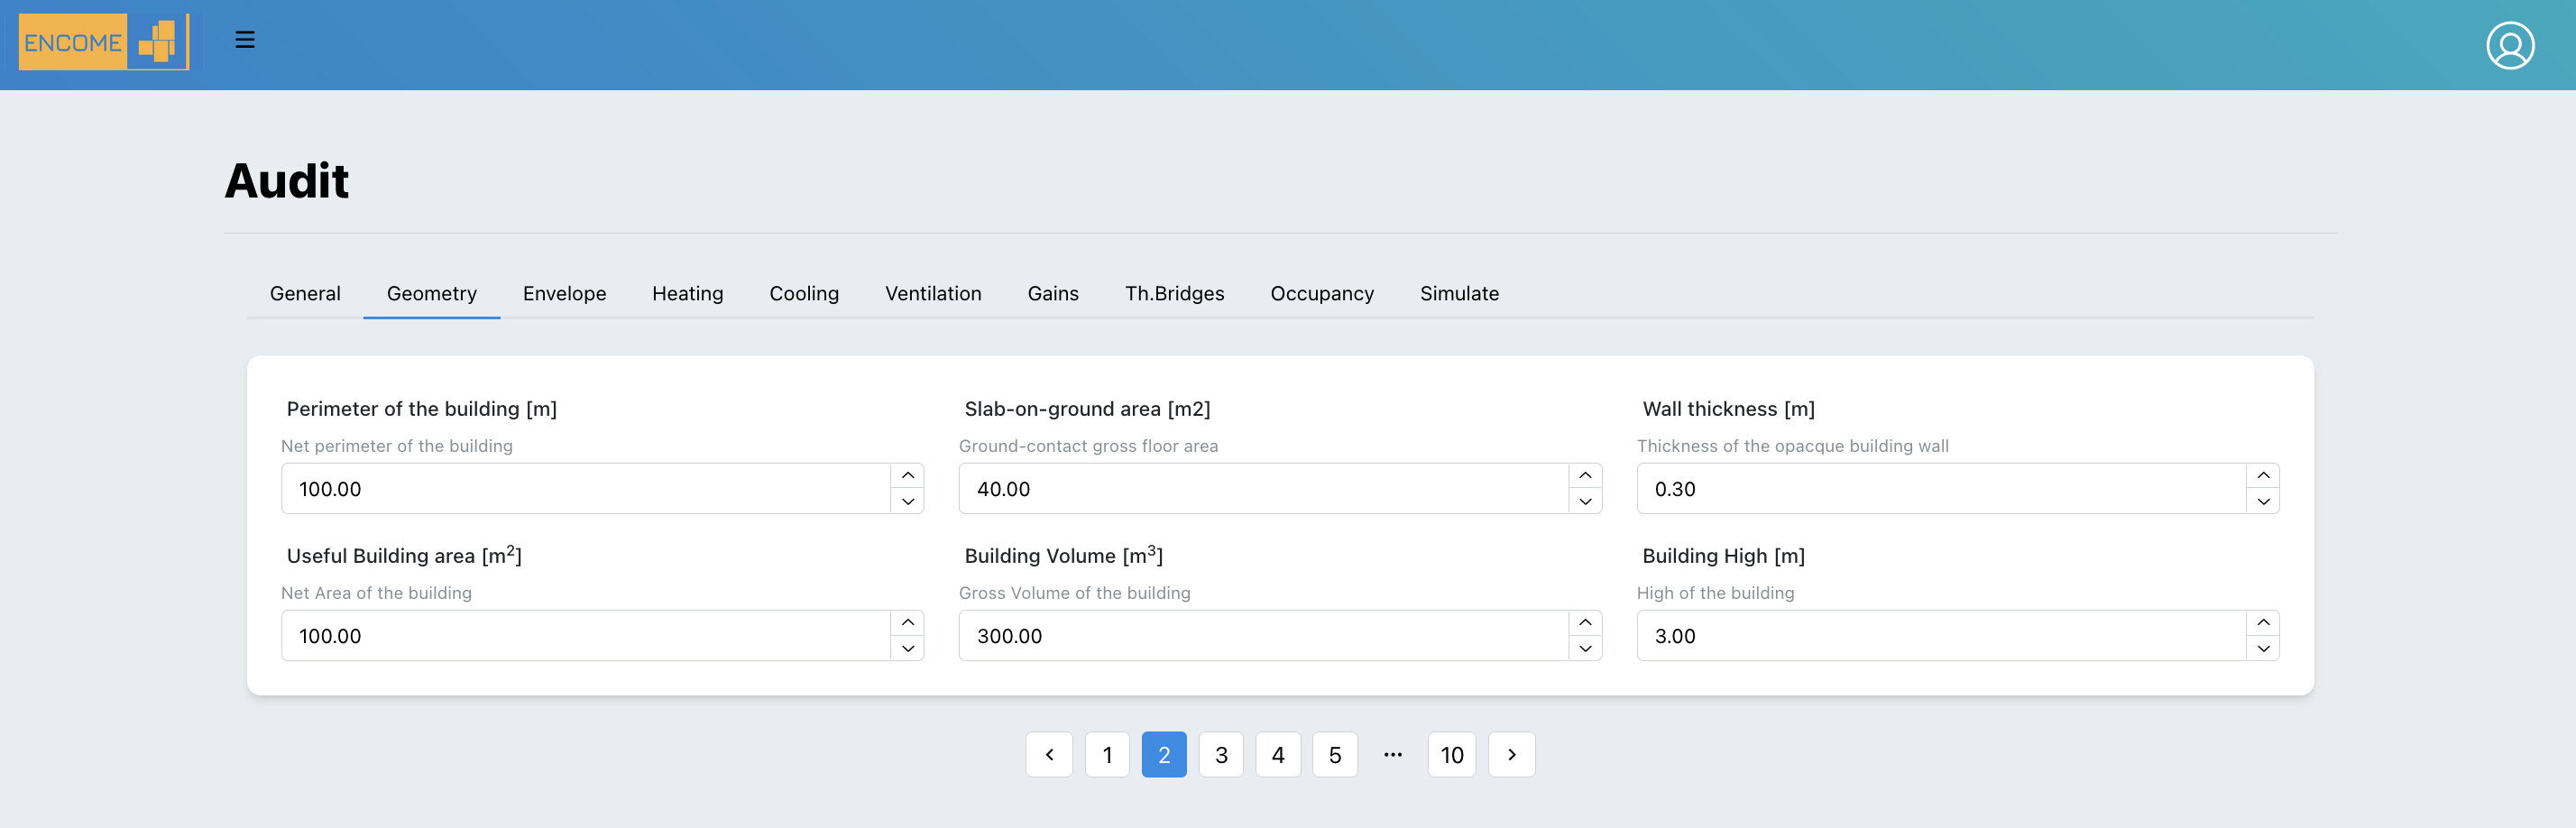 ENCOME
Audit
General Geometry Envelope Heating Cooling Ventilation Gains Th.Bridges Occupancy Simulate
Perimeter of the building [m] Slab-on-ground area [m2] Wall thickness [m]
Net perimeter of the building Ground-contact gross floor area Thickness of the opacque building wall
100.00 40.00 0.30
Useful Building area [m²] Building Volume [m³] Building High [m]
Net Area of the building Gross Volume of the building High of the building
100.00 300.00 3.00
1 2 3 4 5 ••• 10